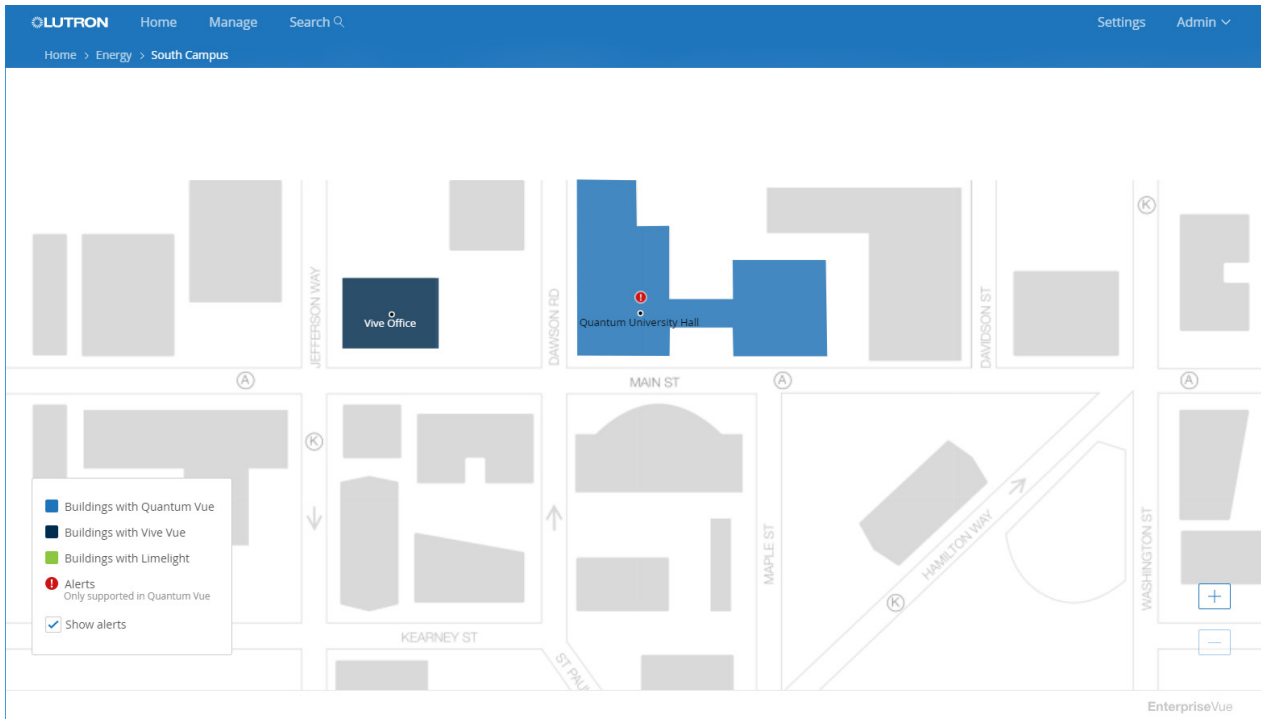 LUTRON Home Manage Search Settings Admin
Home > Energy > South Campus
K
JEFFERSON WAY
Vive Office
DAWSON RD
Quantum University Hall
DAVIDSON ST
A
MAIN ST
A
A
K
Buildings with Quantum Vue
Buildings with Vive Vue
Buildings with Limelight
! Alerts
Only supported in Quantum Vue
Show alerts
MAPLE ST
HAMILTON WAY
WASHINGTON ST
K
+
KEARNEY ST
−
EnterpriseVue